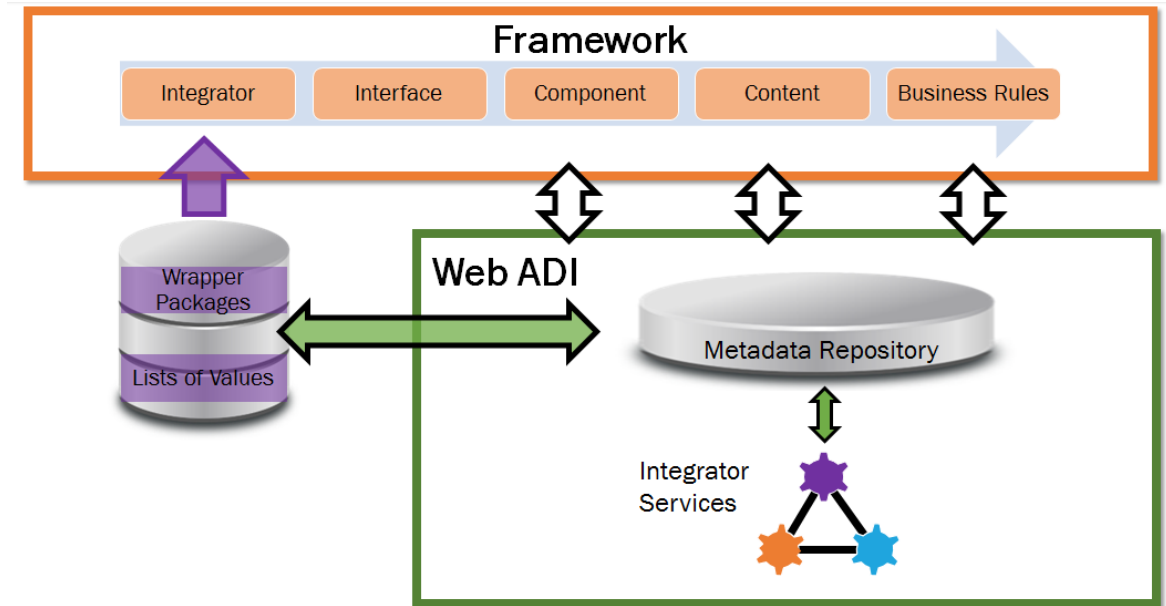 Framework
Integrator
Interface
Component
Content
Business Rules
Wrapper
Packages
Lists of Values
Web ADI
Metadata Repository
Integrator
Services